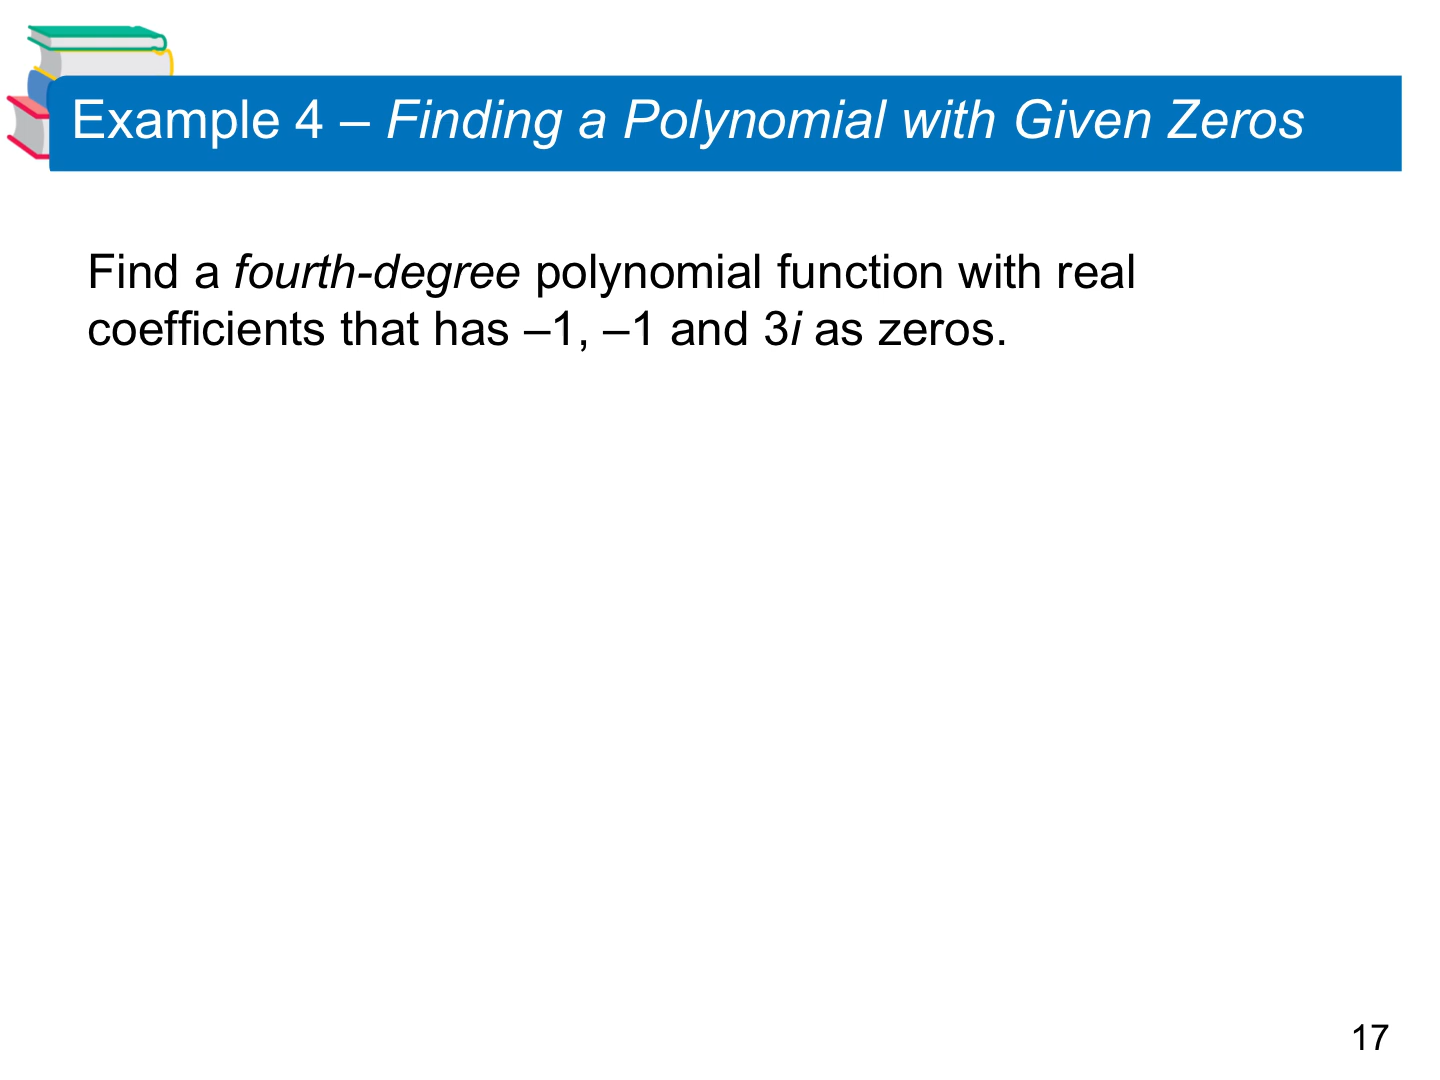 Example 4 – Finding a Polynomial with Given Zeros
Find a fourth-degree polynomial function with real
coefficients that has –1, –1 and 3i as zeros.
17